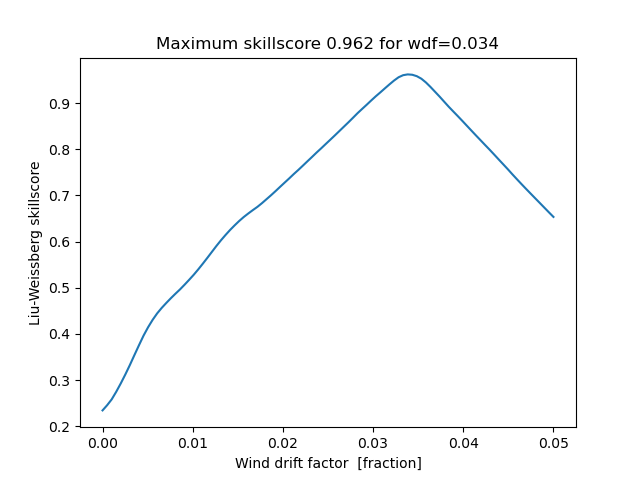 Maximum skillscore 0.962 for wdf=0.034
Liu-Weissberg skillscore
0.9
0.8
0.7
0.6
0.5
0.4
0.3
0.2
0.00 0.01 0.02 0.03 0.04 0.05
Wind drift factor  [fraction]